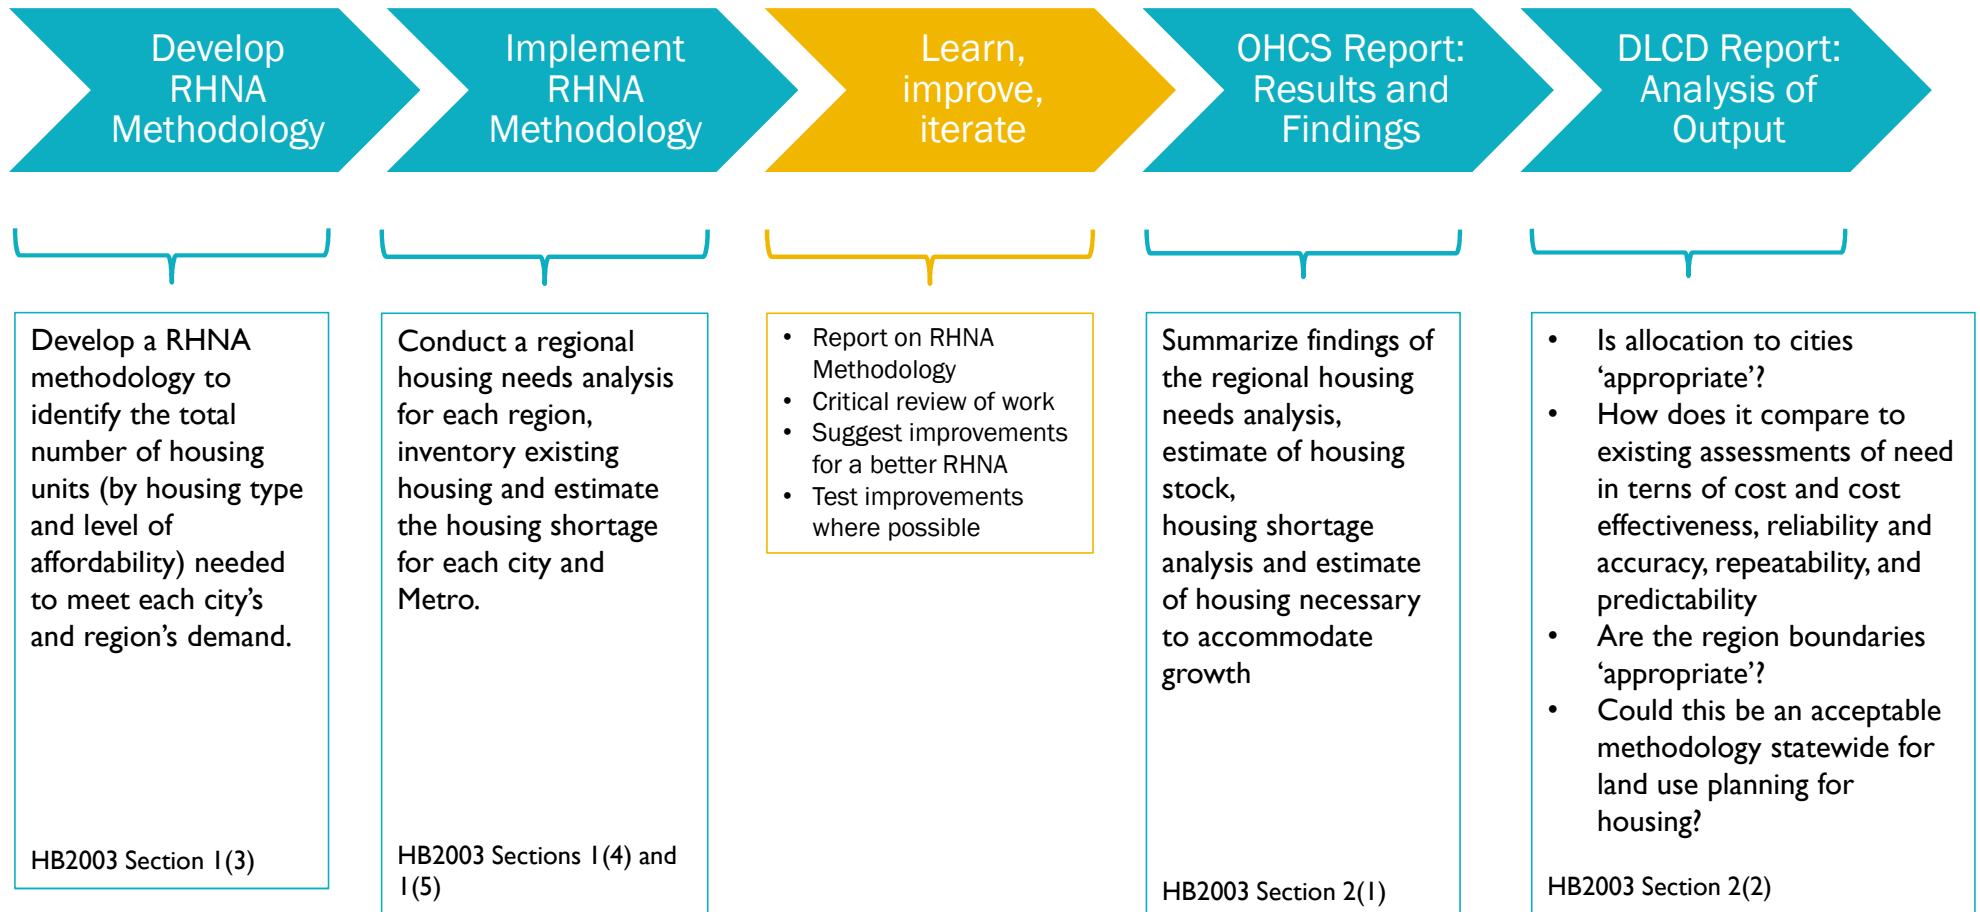 Develop
RHNA
Methodology
Implement
RHNA
Methodology
Learn,
improve,
iterate
OHCS Report:
Results and
Findings
DLCD Report:
Analysis of
Output
Develop a RHNA
methodology to
identify the total
number of housing
units (by housing type
and level of
affordability) needed
to meet each city’s
and region’s demand.
HB2003 Section 1(3)
Conduct a regional
housing needs analysis
for each region,
inventory existing
housing and estimate
the housing shortage
for each city and
Metro.
HB2003 Sections 1(4) and
1(5)
• Report on RHNA
Methodology
• Critical review of work
• Suggest improvements
for a better RHNA
• Test improvements
where possible
Summarize findings of
the regional housing
needs analysis,
estimate of housing
stock,
housing shortage
analysis and estimate
of housing necessary
to accommodate
growth
HB2003 Section 2(1)
• Is allocation to cities
‘appropriate’?
• How does it compare to
existing assessments of need
in terns of cost and cost
effectiveness, reliability and
accuracy, repeatability, and
predictability
• Are the region boundaries
‘appropriate’?
• Could this be an acceptable
methodology statewide for
land use planning for
housing?
HB2003 Section 2(2)